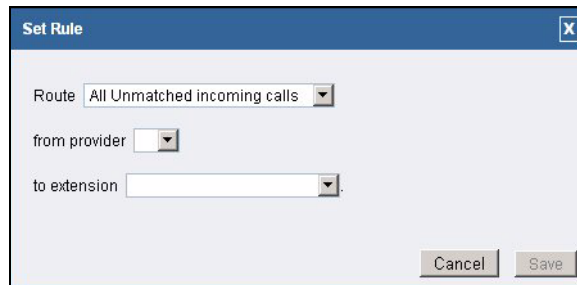 Set Rule X
Route All Unmatched incoming calls
from provider
to extension .
Cancel Save